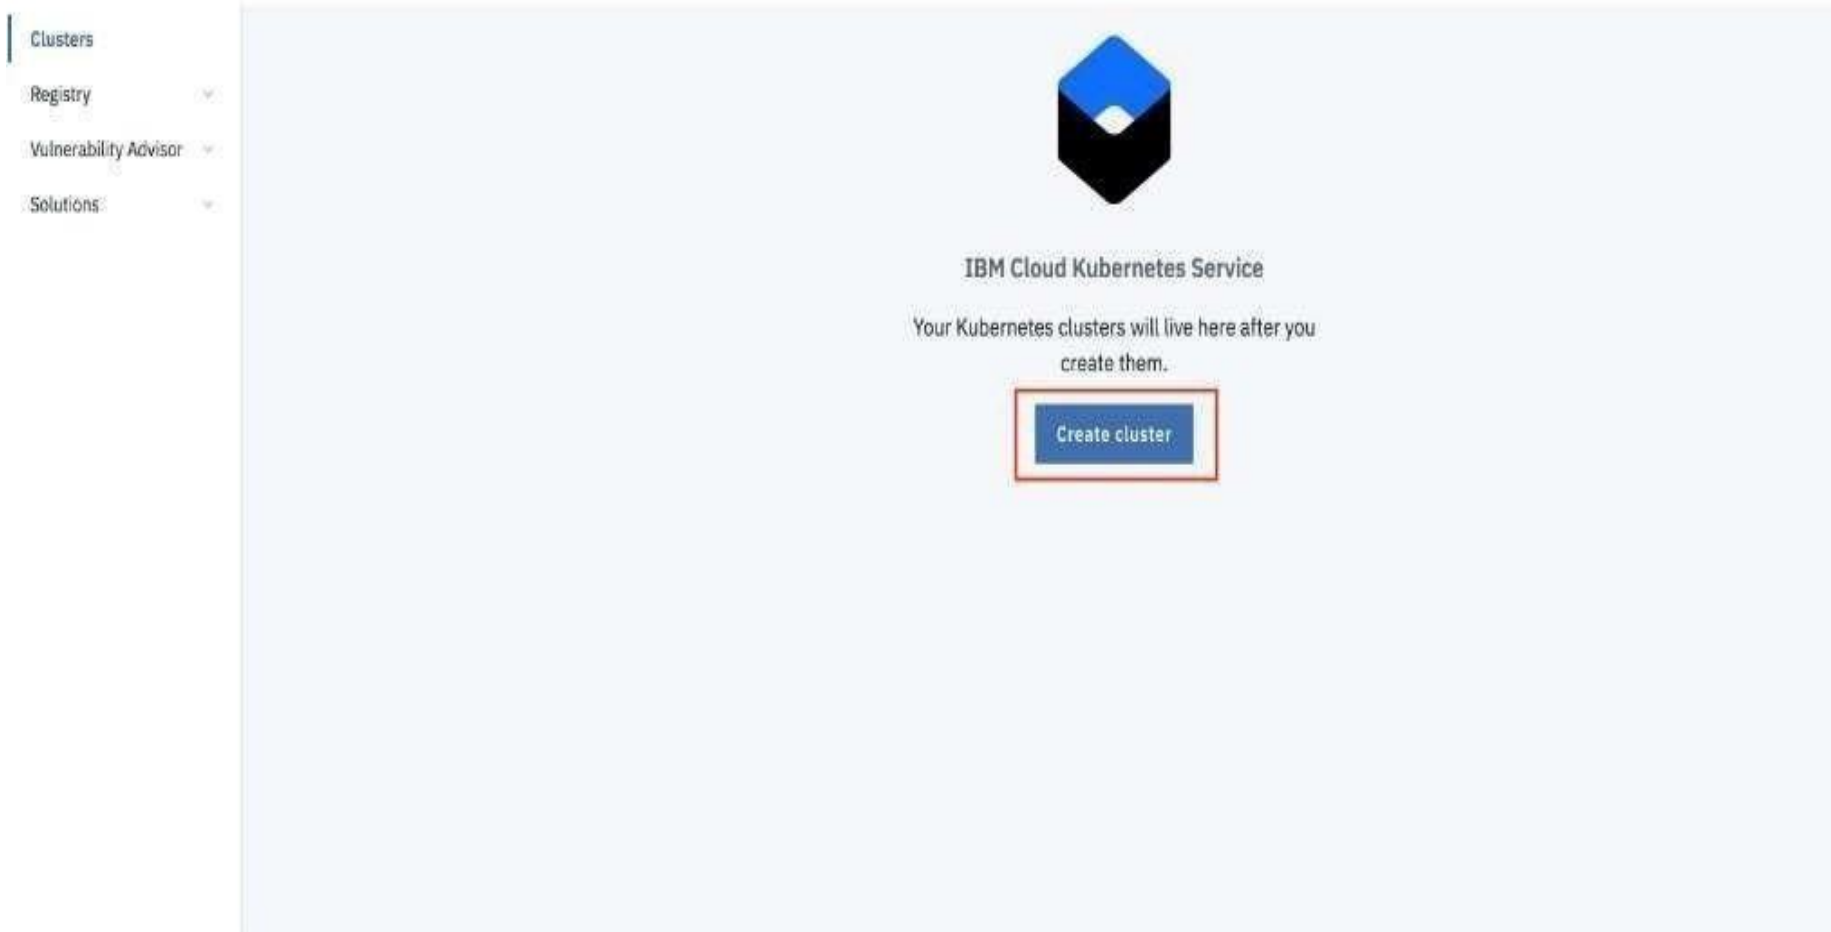 Clusters
Registry
Vulnerability Advisor
Solutions
IBM Cloud Kubernetes Service
Your Kubernetes clusters will live here after you
create them.
Create cluster